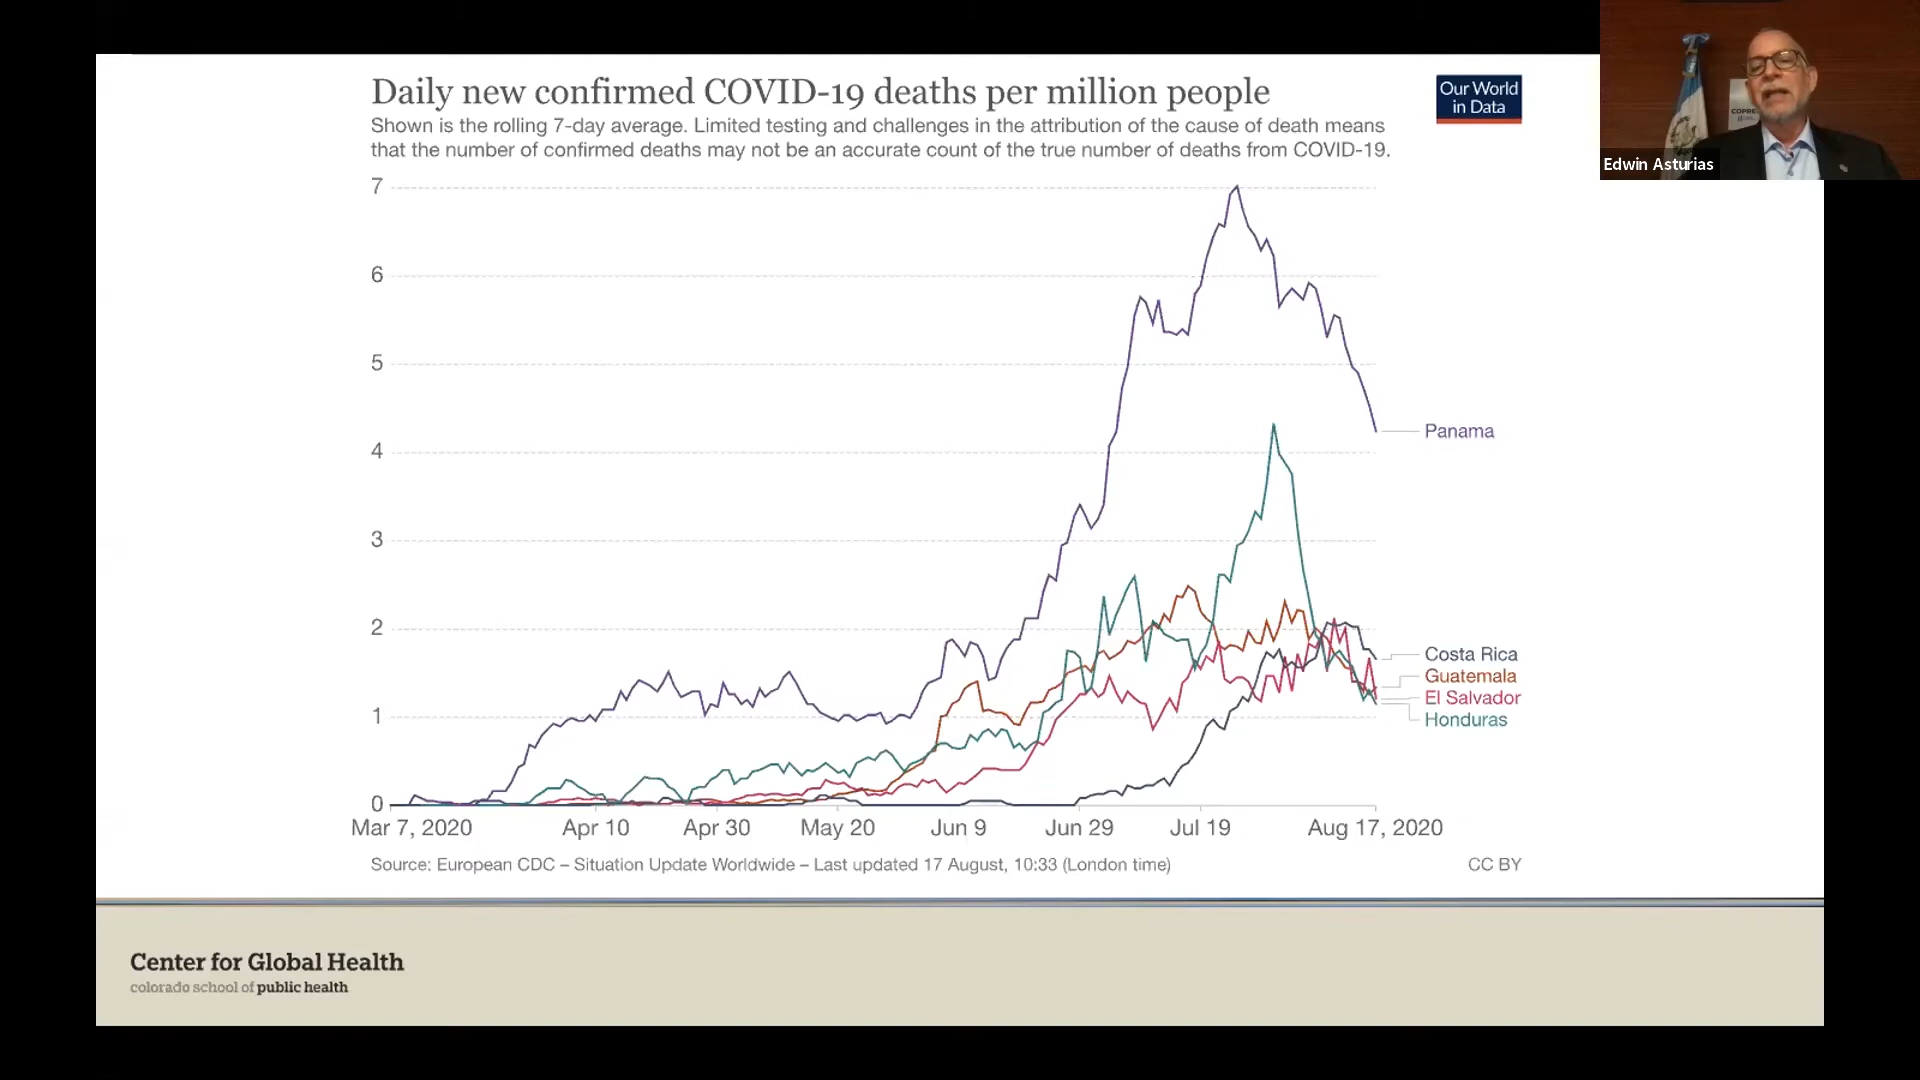 Daily new confirmed COVID-19 deaths per million people
Shown is the rolling 7-day average. Limited testing and challenges in the attribution of the cause of death means
that the number of confirmed deaths may not be an accurate count of the true number of deaths from COVID-19.
Our World
in Data
COPRE
Edwin Asturias
7
6
5
4
3
2
1
0
Panama
Costa Rica
Guatemala
El Salvador
Honduras
Mar 7, 2020 Apr 10 Apr 30 May 20 Jun 9 Jun 29 Jul 19 Aug 17, 2020
Source: European CDC – Situation Update Worldwide – Last updated 17 August, 10:33 (London time)
CC BY
Center for Global Health
colorado school of public health